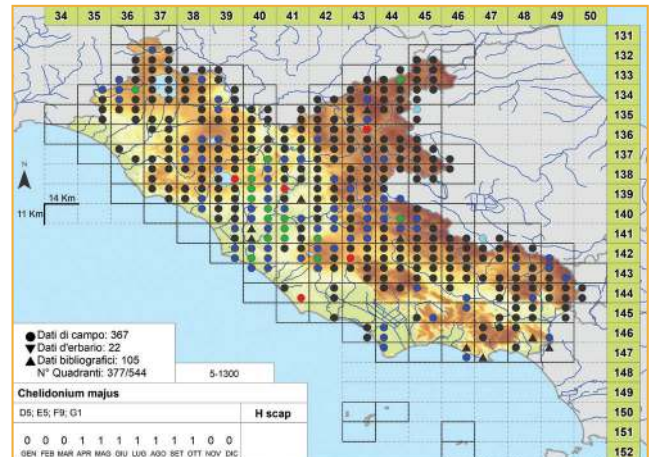 34 35 36 37 38 39 40 41 42 43 44 45 46 47 48 49 50
131
132
133
134
135
136
137
138
139
140
141
142
143
144
145
146
147
148
149
150
151
152
N
14 Km
11 Km
Dati di campo: 367
Dati d'erbario: 22
Dati bibliografici: 105
N° Quadranti: 377/544
5-1300
Chelidonium majus
D5; E5; F9; G1
H scap
0 0 0 1 1 1 1 1 1 1 0 0
GEN FEB MAR APR MAG GIU LUG AGO SET OTT NOV DIC